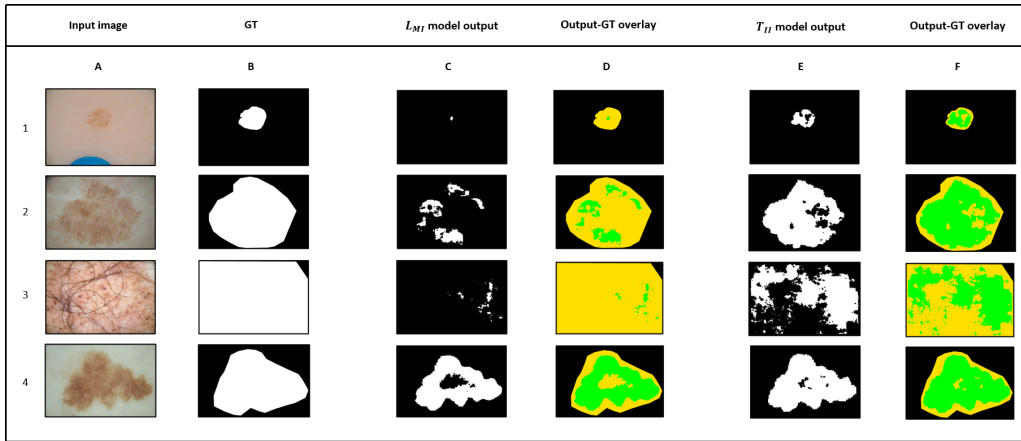 Input image GT L_MI model output Output-GT overlay T_II model output Output-GT overlay
A B C D E F
1
2
3
4